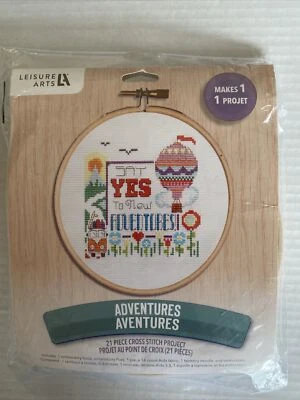 LEISURE
ARTS LA
MAKES 1
1 PROJET
SAY
YES
To New
ADVENTURES!
ADVENTURES
AVENTURES
21 PIECE CROSS STITCH PROJECT
PROJET AU POINT DE CROIX (21 PIÈCES)